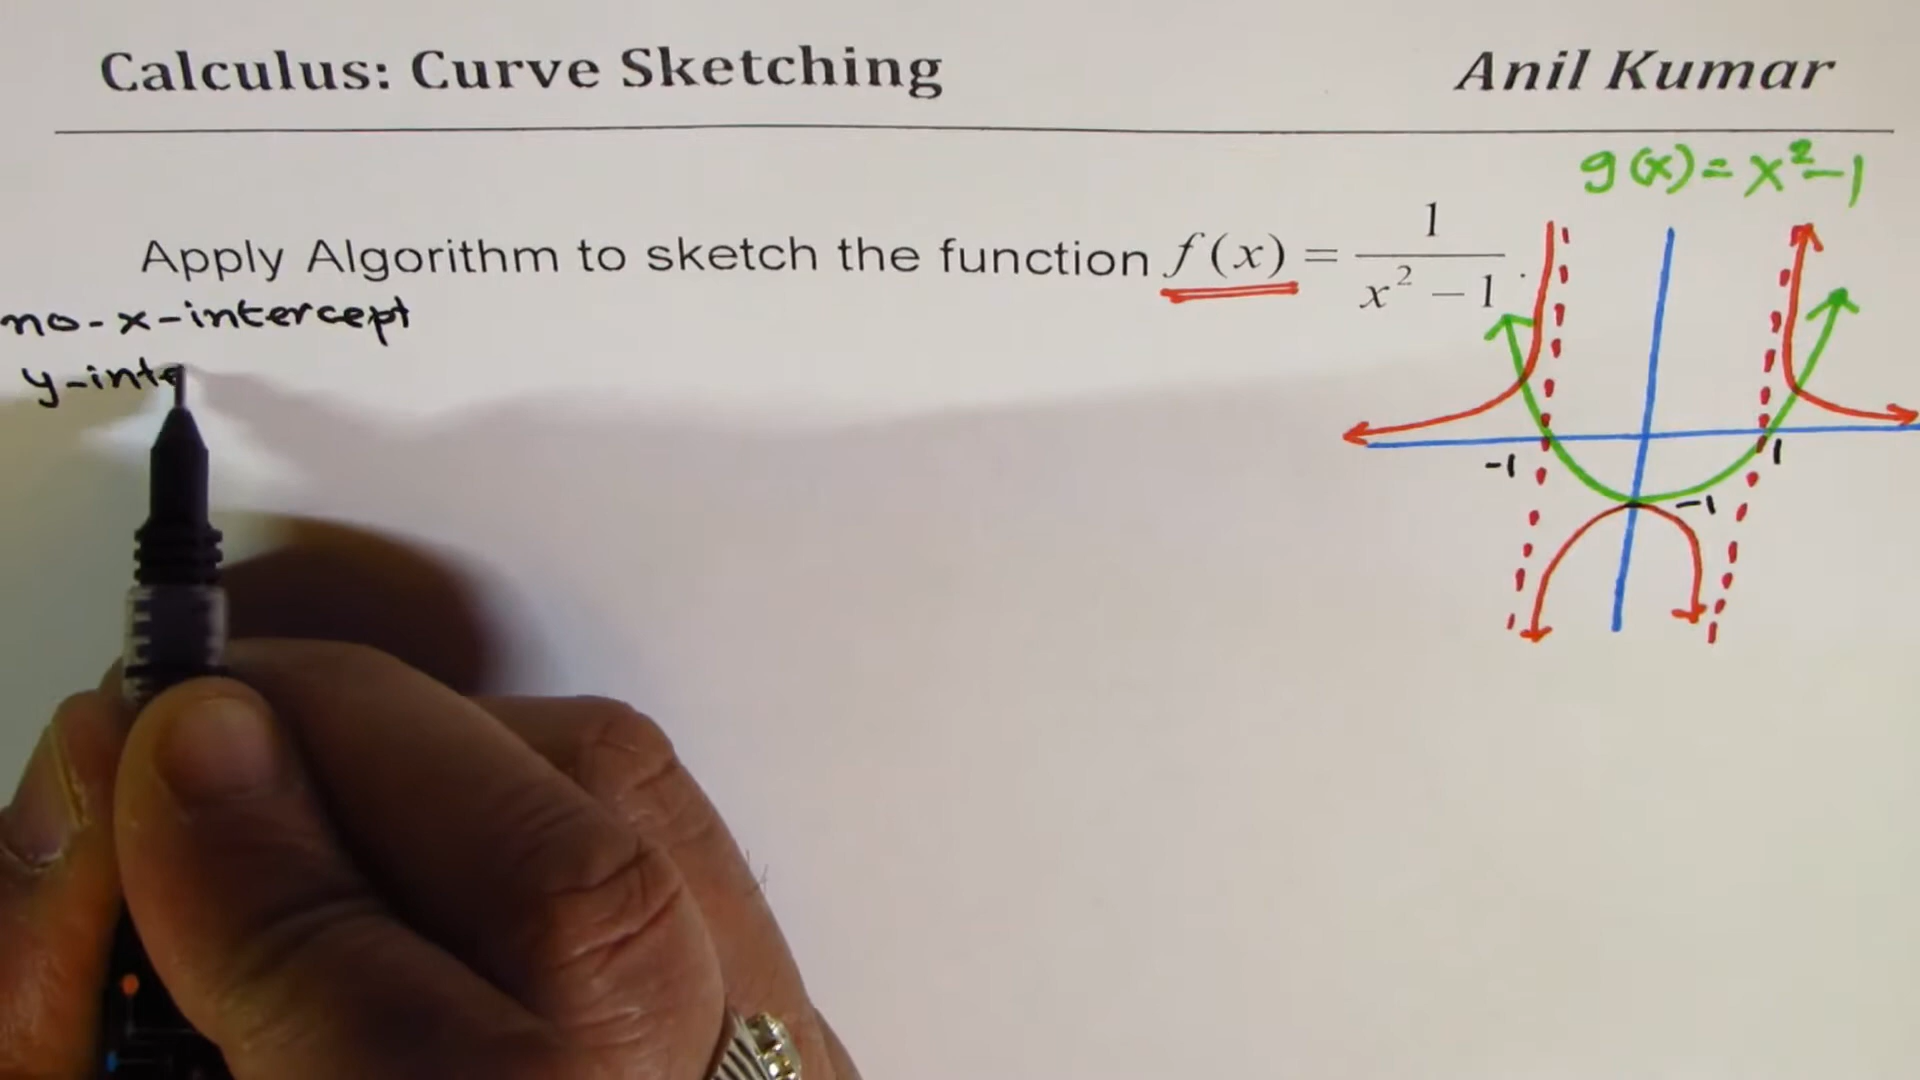 Calculus: Curve Sketching
Anil Kumar
g(x) = x² - 1
Apply Algorithm to sketch the function f(x) = 1 / (x² − 1).
no-x-intercept
y-inte
-1
1
-1